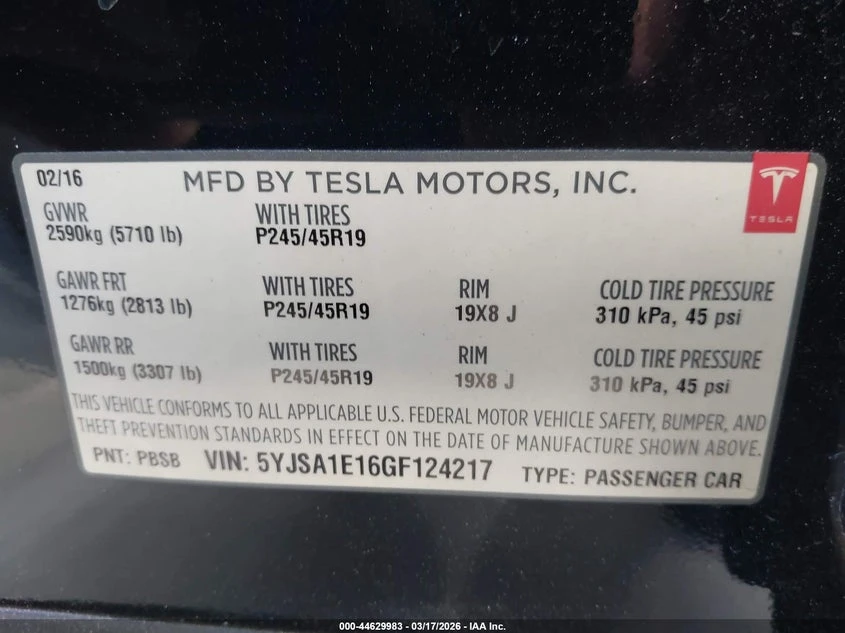 02/16 MFD BY TESLA MOTORS, INC.
TESLA
GVWR WITH TIRES
2590kg (5710 lb) P245/45R19
GAWR FRT WITH TIRES RIM COLD TIRE PRESSURE
1276kg (2813 lb) P245/45R19 19X8 J 310 kPa, 45 psi
GAWR RR WITH TIRES RIM COLD TIRE PRESSURE
1500kg (3307 lb) P245/45R19 19X8 J 310 kPa, 45 psi
THIS VEHICLE CONFORMS TO ALL APPLICABLE U.S. FEDERAL MOTOR VEHICLE SAFETY, BUMPER, AND
THEFT PREVENTION STANDARDS IN EFFECT ON THE DATE OF MANUFACTURE SHOWN ABOVE.
PNT: PBSB VIN: 5YJSA1E16GF124217 TYPE: PASSENGER CAR
000-44629983 - 03/17/2026 - IAA Inc.